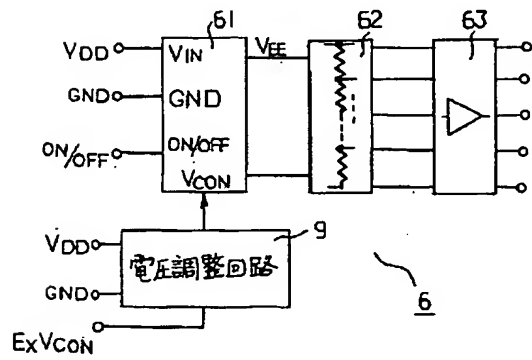 61
62
63
VDD
VIN
VEE
GND
GND
ON/OFF
ON/OFF
VCON
9
VDD
電圧調整回路
GND
6
ExVCON